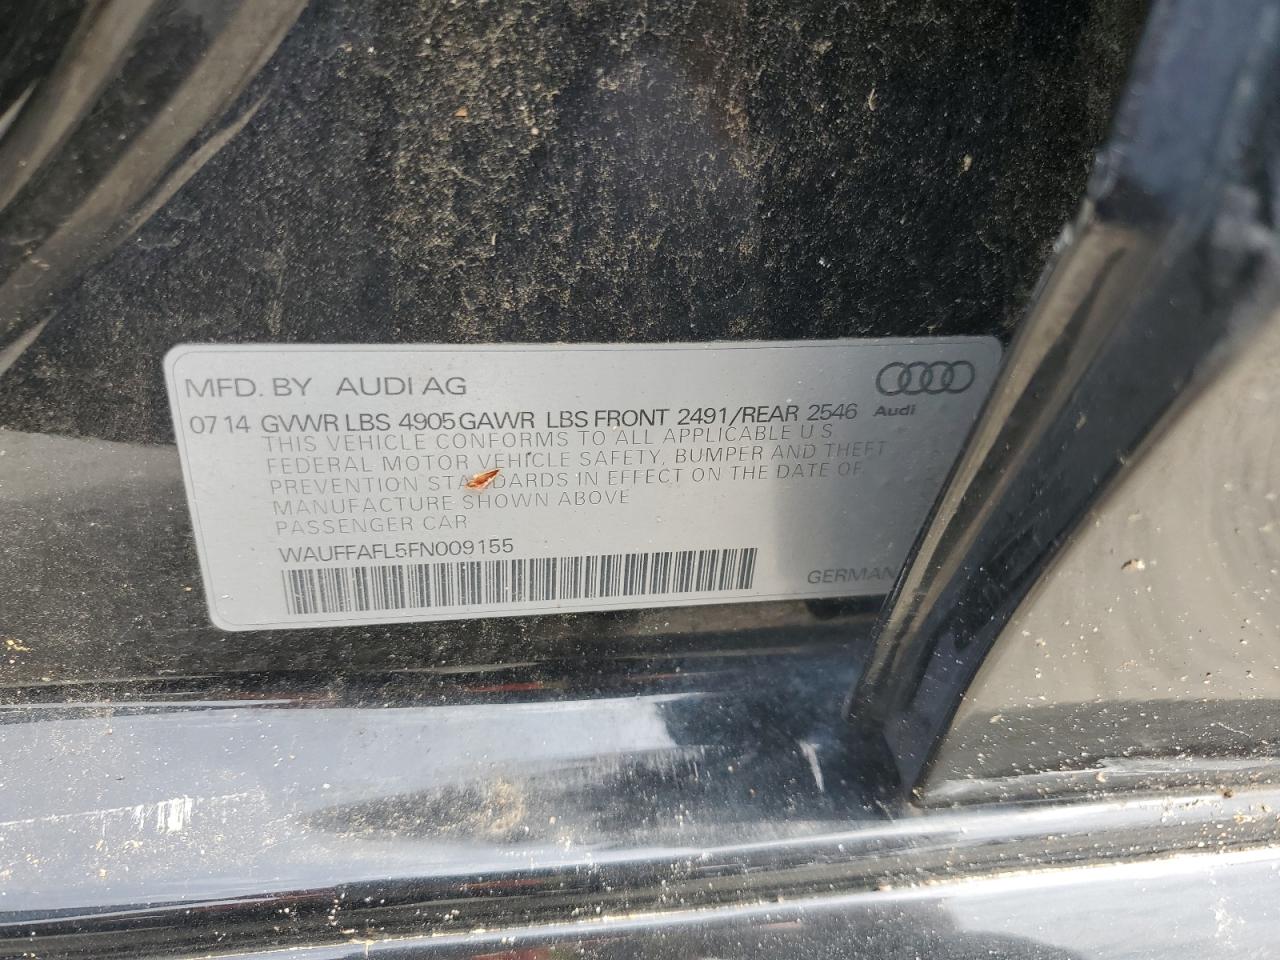 MFD. BY AUDI AG
07 14 GVWR LBS 4905 GAWR LBS FRONT 2491/REAR 2546
Audi
THIS VEHICLE CONFORMS TO ALL APPLICABLE U S
FEDERAL MOTOR VEHICLE SAFETY, BUMPER AND THEFT
PREVENTION STANDARDS IN EFFECT ON THE DATE OF
MANUFACTURE SHOWN ABOVE
PASSENGER CAR
WAUFFAFL5FN009155
GERMAN